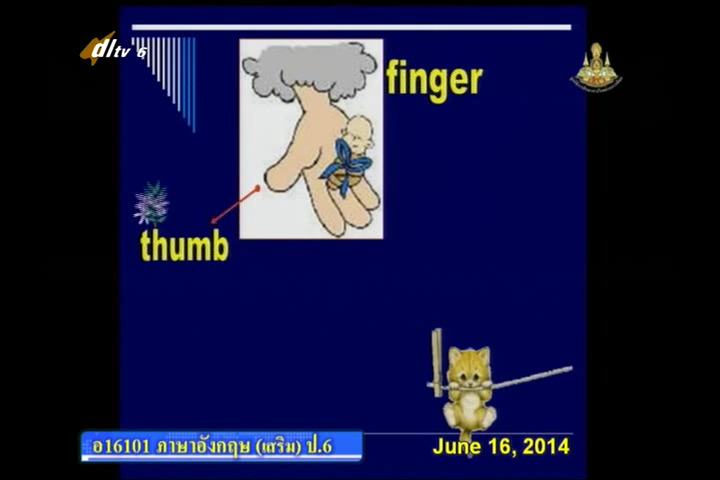 dltv 6
finger
thumb
อ16101 ภาษาอังกฤษ (เสริม) ป.6
June 16, 2014